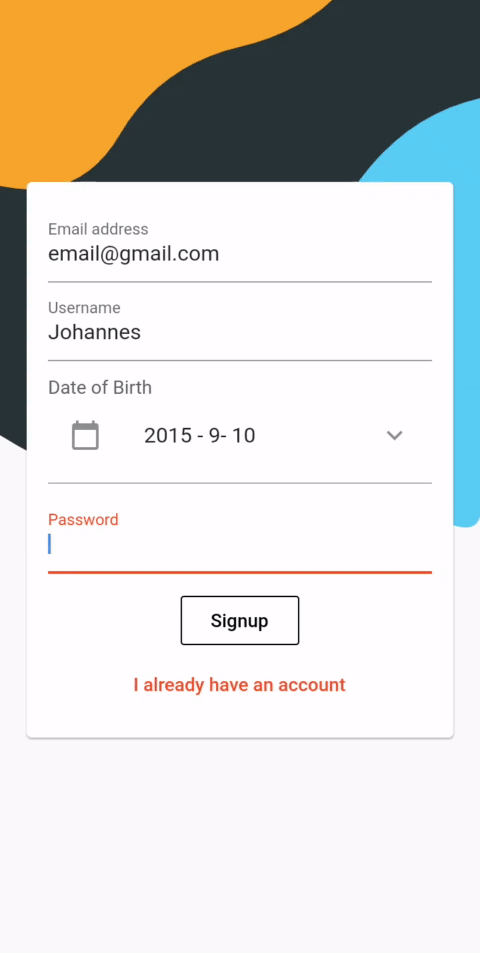 Email address
email@gmail.com
Username
Johannes
Date of Birth
2015 - 9- 10
Password
Signup
I already have an account